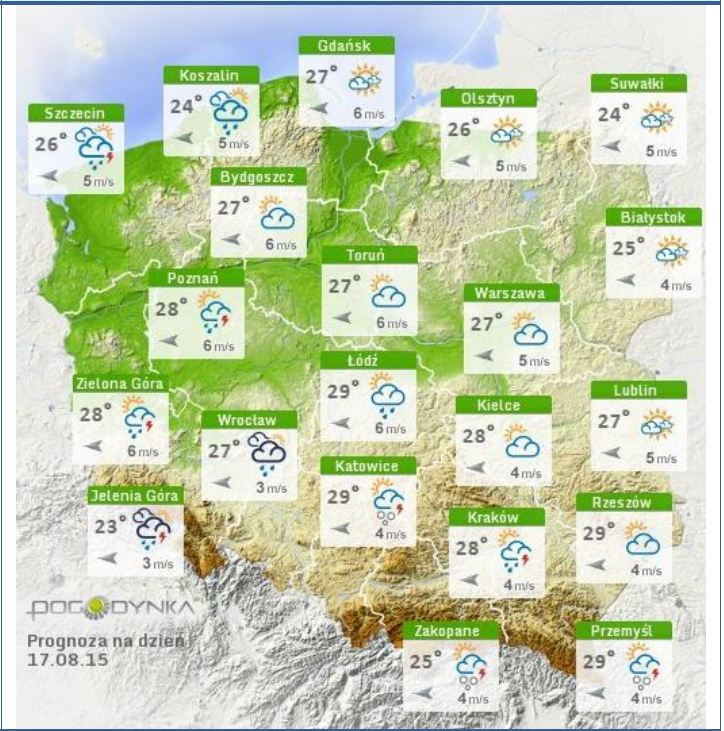 Gdańsk
27°
6 m/s
Koszalin
24°
5 m/s
Suwałki
24°
5 m/s
Olsztyn
26°
5 m/s
Szczecin
26°
5 m/s
Bydgoszcz
27°
6 m/s
Białystok
25°
4 m/s
Toruń
27°
6 m/s
Poznań
28°
6 m/s
Warszawa
27°
5 m/s
Łódź
29°
6 m/s
Zielona Góra
28°
6 m/s
Lublin
27°
5 m/s
Kielce
28°
4 m/s
Wrocław
27°
3 m/s
Katowice
29°
4 m/s
Jelenia Góra
23°
3 m/s
Rzeszów
29°
4 m/s
Kraków
28°
4 m/s
POGODYNKA
Prognoza na dzień
17.08.15
Zakopane
25°
4 m/s
Przemyśl
29°
4 m/s